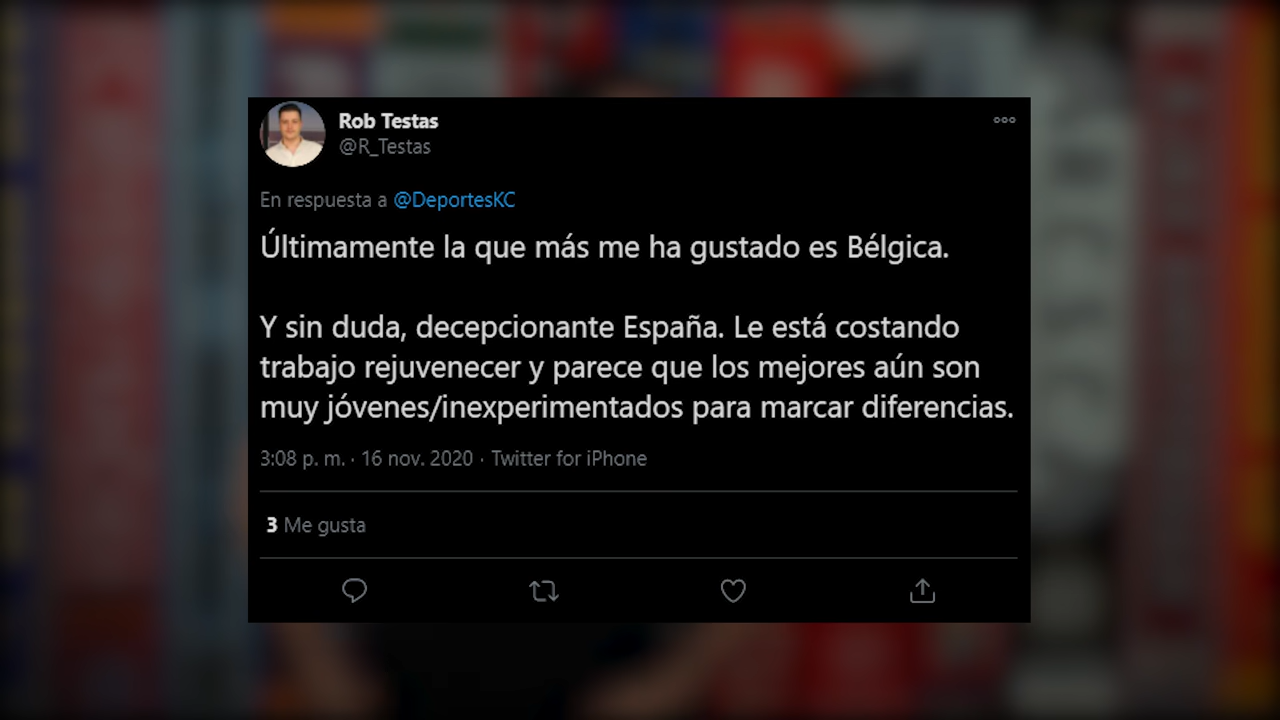 Rob Testas
@R_Testas
En respuesta a @DeportesKC
Últimamente la que más me ha gustado es Bélgica.
Y sin duda, decepcionante España. Le está costando
trabajo rejuvenecer y parece que los mejores aún son
muy jóvenes/inexperimentados para marcar diferencias.
3:08 p. m. · 16 nov. 2020 · Twitter for iPhone
3 Me gusta